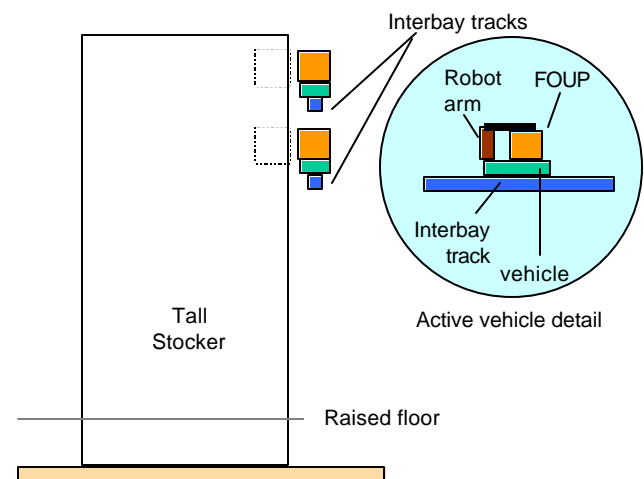 Interbay tracks
Robot
arm
FOUP
Interbay
track
vehicle
Active vehicle detail
Tall
Stocker
Raised floor